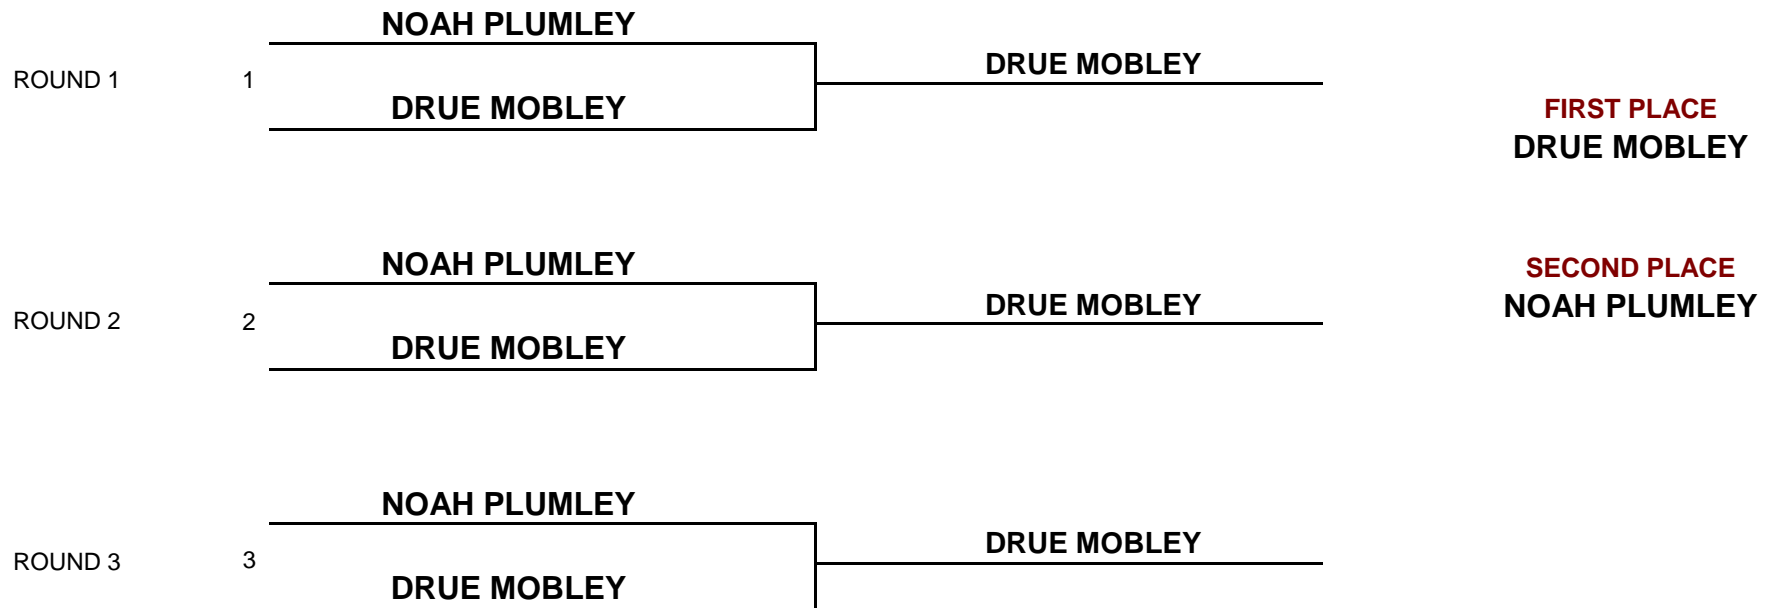 NOAH PLUMLEY
ROUND 1 1 DRUE MOBLEY
DRUE MOBLEY
FIRST PLACE
DRUE MOBLEY
NOAH PLUMLEY
ROUND 2 2 DRUE MOBLEY
DRUE MOBLEY
SECOND PLACE
NOAH PLUMLEY
NOAH PLUMLEY
ROUND 3 3 DRUE MOBLEY
DRUE MOBLEY